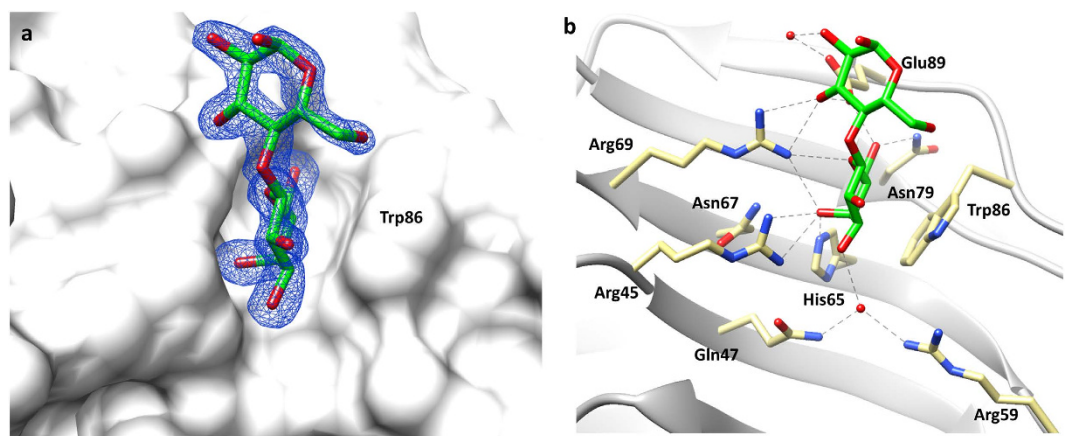 a
Trp86
b
Glu89
Arg69
Asn79
Asn67
Trp86
Arg45
His65
Gln47
Arg59